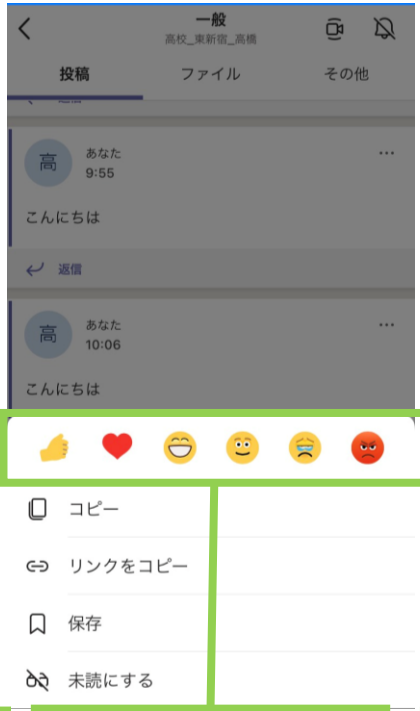 一般
高校_東新宿_高橋
投稿
ファイル
その他
高
あなた
9:55
こんにちは
返信
高
あなた
10:06
こんにちは
コピー
リンクをコピー
保存
未読にする